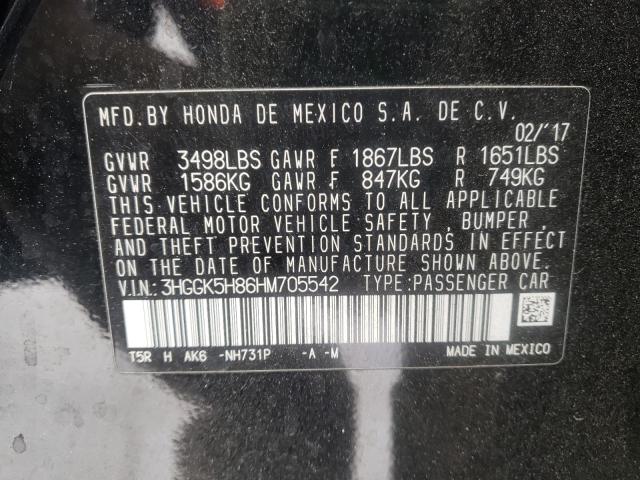 MFD.BY HONDA DE MEXICO S.A. DE C.V.
02/'17
GVWR 3498LBS GAWR F 1867LBS R 1651LBS
GVWR 1586KG GAWR F 847KG R 749KG
THIS VEHICLE CONFORMS TO ALL APPLICABLE
FEDERAL MOTOR VEHICLE SAFETY , BUMPER ,
AND THEFT PREVENTION STANDARDS IN EFFECT
ON THE DATE OF MANUFACTURE SHOWN ABOVE.
V.I.N.:3HGGK5H86HM705542 TYPE:PASSENGER CAR
T5R H AK6 -NH731P -A -M MADE IN MEXICO